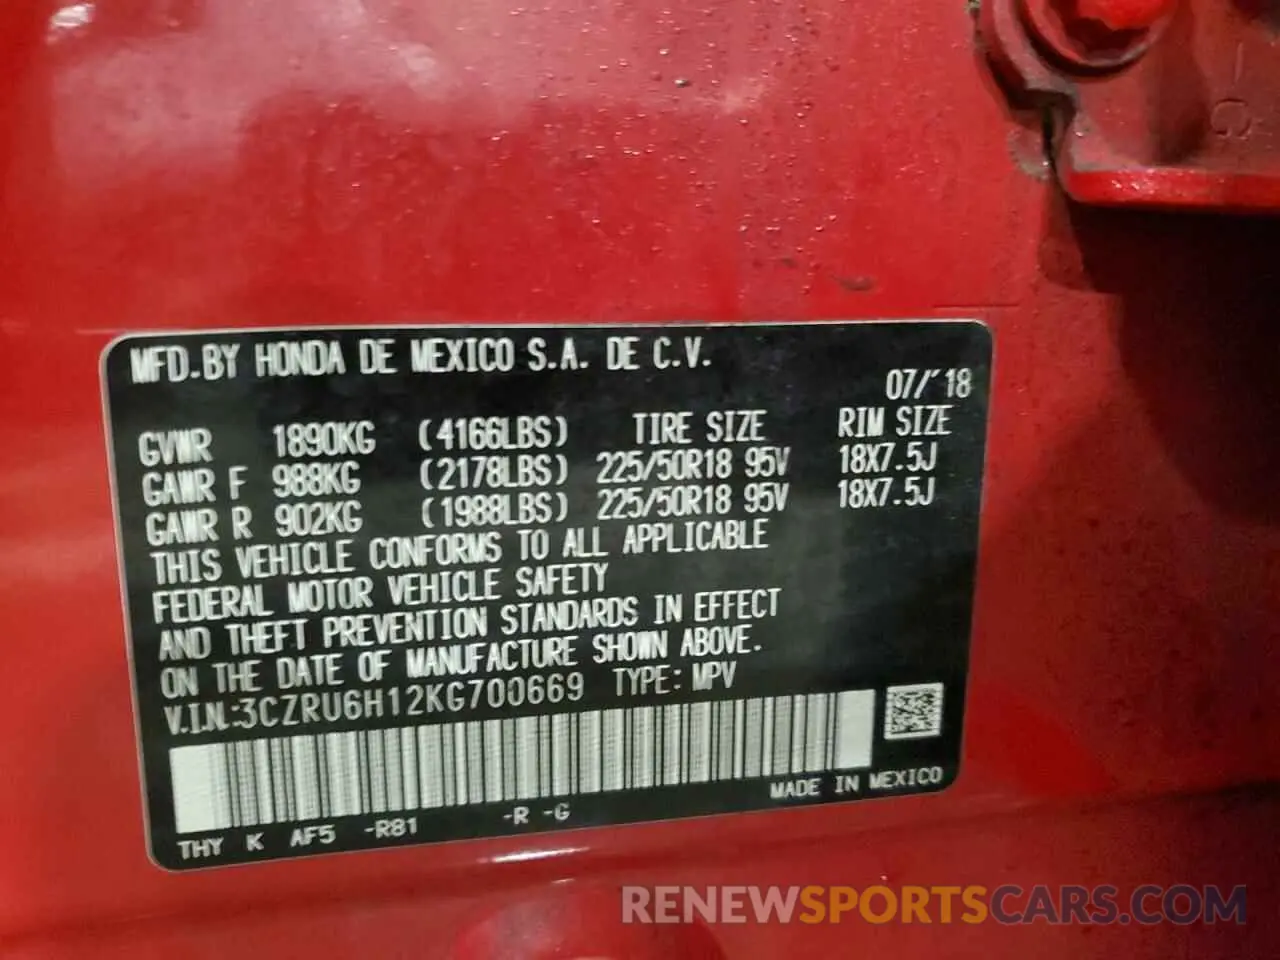 MFD.BY HONDA DE MEXICO S.A. DE C.V.
07/'18
GVWR 1890KG (4166LBS) TIRE SIZE RIM SIZE
GAWR F 988KG (2178LBS) 225/50R18 95V 18X7.5J
GAWR R 902KG (1988LBS) 225/50R18 95V 18X7.5J
THIS VEHICLE CONFORMS TO ALL APPLICABLE
FEDERAL MOTOR VEHICLE SAFETY
AND THEFT PREVENTION STANDARDS IN EFFECT
ON THE DATE OF MANUFACTURE SHOWN ABOVE.
V.I.N.:3CZRU6H12KG700669 TYPE: MPV
MADE IN MEXICO
THY K AF5 -R81 -R -G
RENEWSPORTSCARS.COM